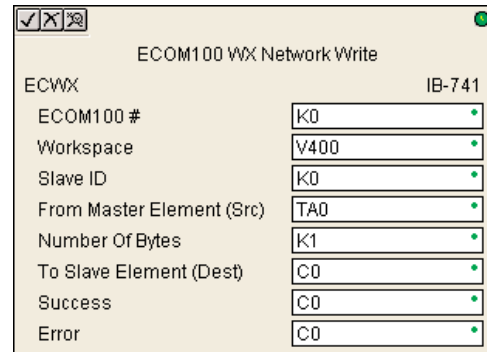 ECOM100 WX Network Write
ECWX IB-741
ECOM100 # K0
Workspace V400
Slave ID K0
From Master Element (Src) TA0
Number Of Bytes K1
To Slave Element (Dest) C0
Success C0
Error C0